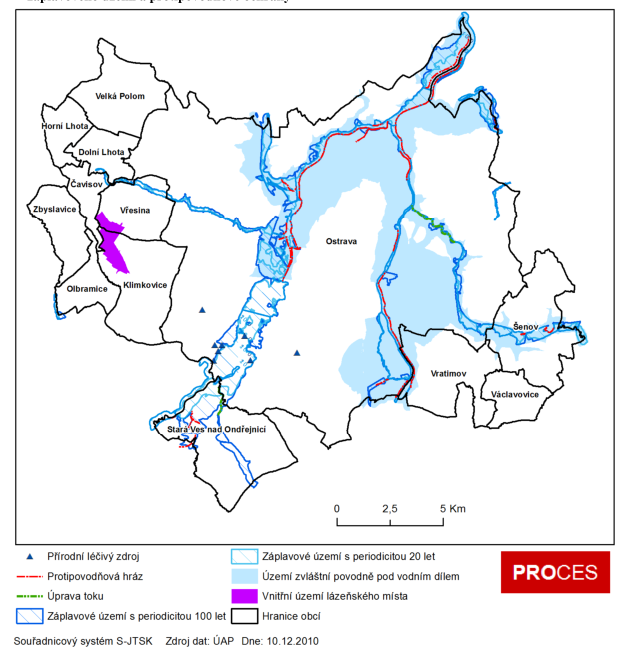 Velká Polom
Horní Lhota
Dolní Lhota
Čavisov
Zbyslavice
Vřesina
Ostrava
Olbramice
Klimkovice
Šenov
Vratimov
Václavovice
Stará Ves nad Ondřejnicí
0 2,5 5 Km
Přírodní léčivý zdroj
Protipovodňová hráz
Úprava toku
Záplavové území s periodicitou 100 let
Záplavové území s periodicitou 20 let
Území zvláštní povodně pod vodním dílem
Vnitřní území lázeňského místa
Hranice obcí
PROCES
Souřadnicový systém S-JTSK Zdroj dat: ÚAP Dne: 10.12.2010